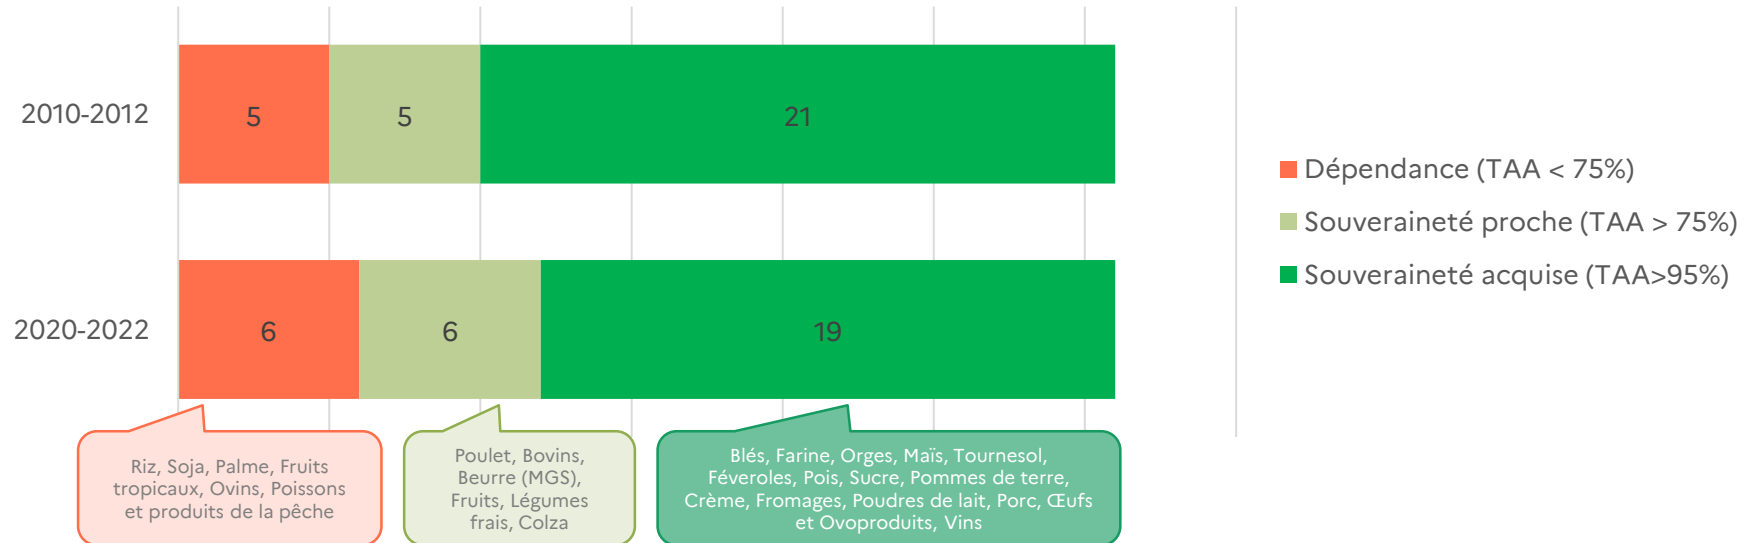 2010-2012
5
5
21
2020-2022
6
6
19
Dépendance (TAA < 75%)
Souveraineté proche (TAA > 75%)
Souveraineté acquise (TAA>95%)
Riz, Soja, Palme, Fruits
tropicaux, Ovins, Poissons
et produits de la pêche
Poulet, Bovins,
Beurre (MGS),
Fruits, Légumes
frais, Colza
Blés, Farine, Orges, Maïs, Tournesol,
Féveroles, Pois, Sucre, Pommes de terre,
Crème, Fromages, Poudres de lait, Porc, Œufs
et Ovoproduits, Vins